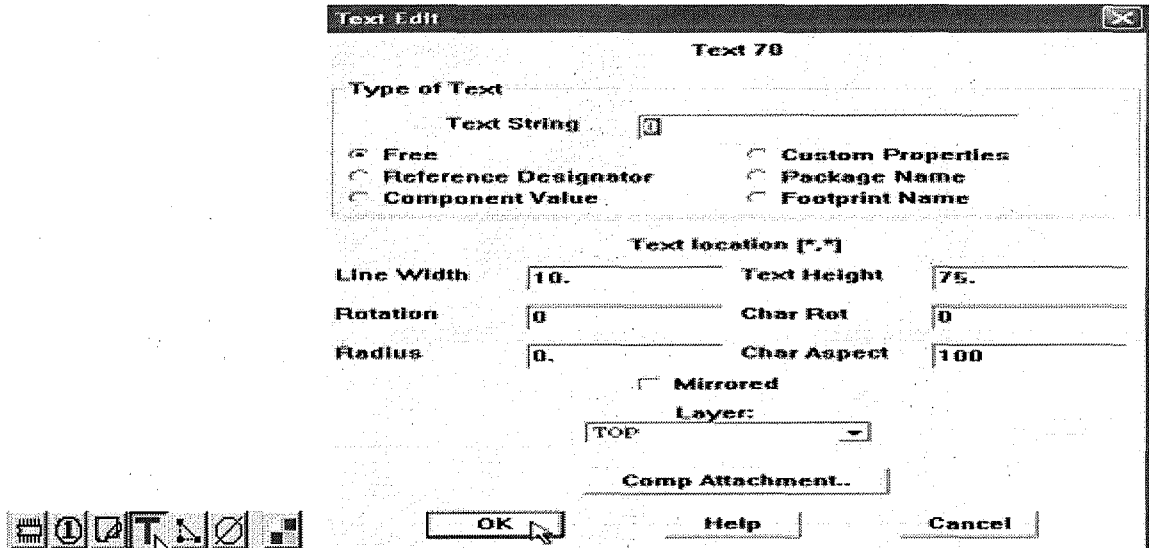 Text Edit
Text 70
Type of Text
Text String
Free Custom Properties
Reference Designator Package Name
Component Value Footprint Name
Text location [*.*]
Line Width 10. Text Height 75.
Rotation 0 Char Rot 0
Radius 0. Char Aspect 100
Mirrored
Layer:
TOP
Comp Attachment..
OK Help Cancel
① T